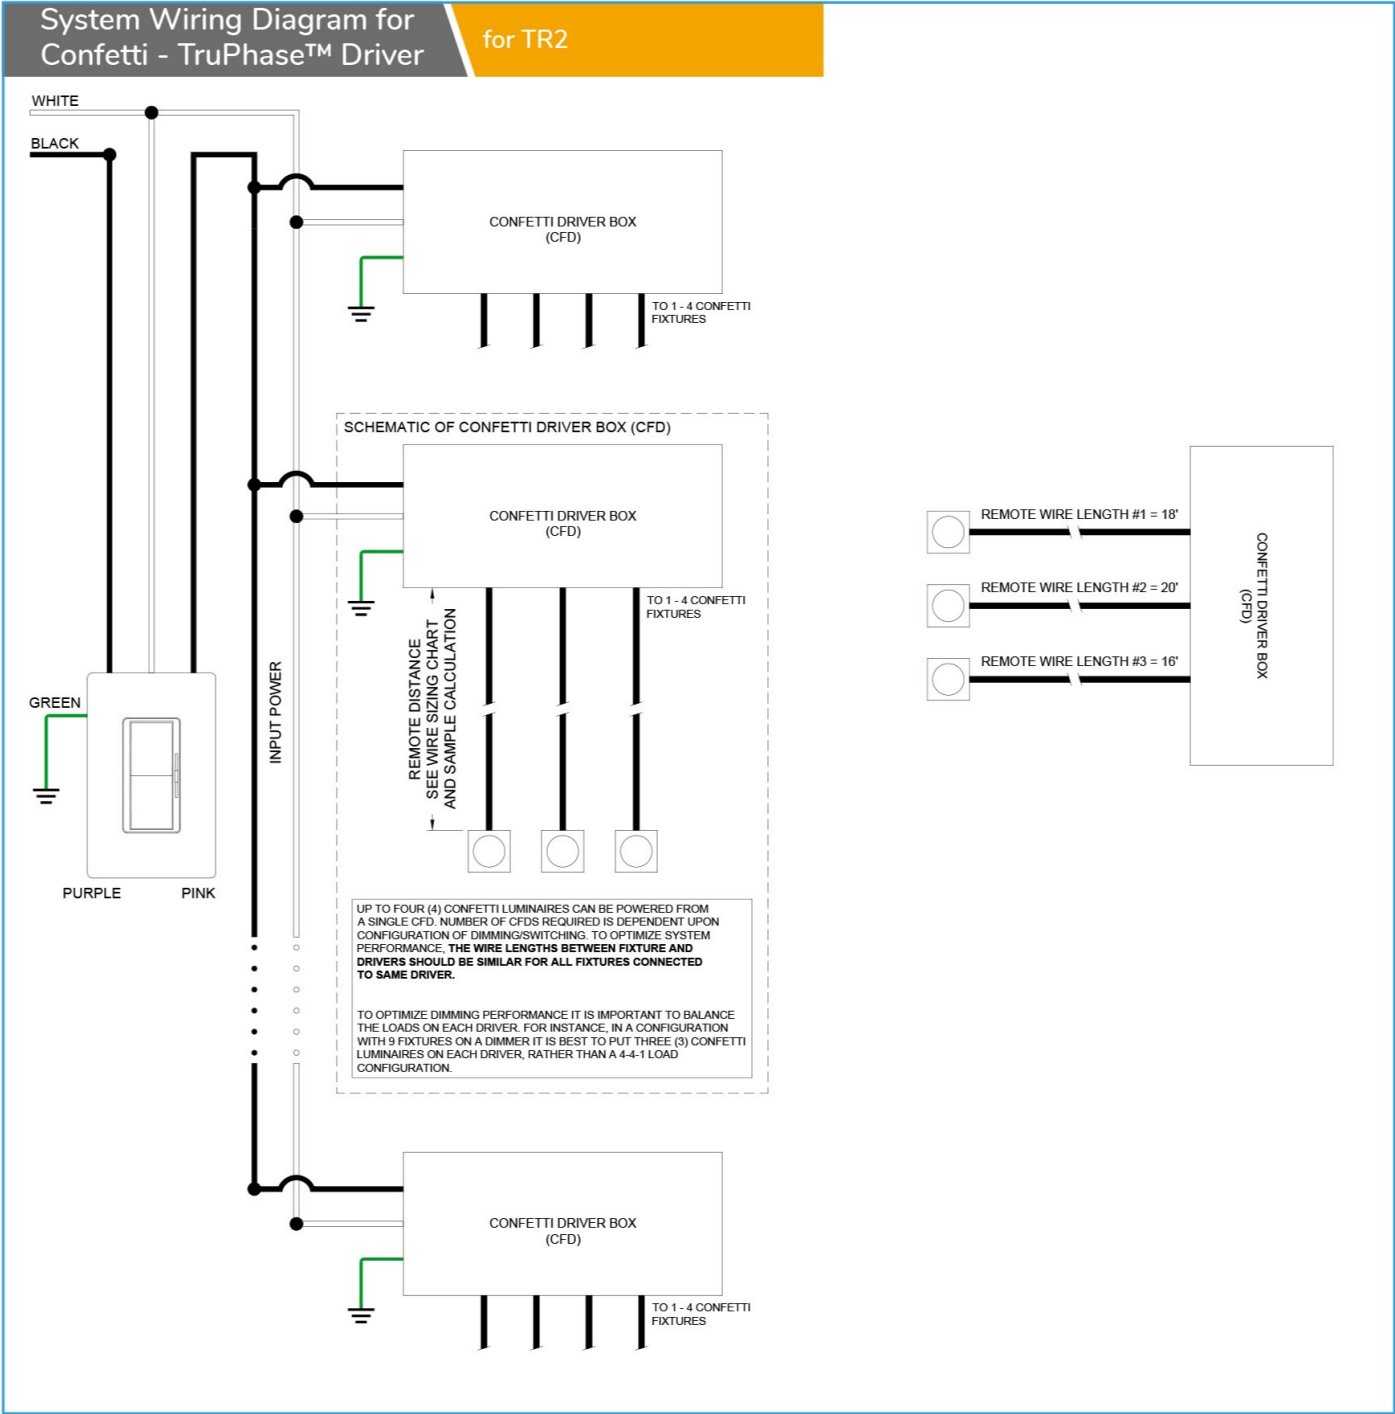 System Wiring Diagram for
Confetti - TruPhase™ Driver
for TR2
WHITE
BLACK
CONFETTI DRIVER BOX
(CFD)
TO 1 - 4 CONFETTI
FIXTURES
SCHEMATIC OF CONFETTI DRIVER BOX (CFD)
CONFETTI DRIVER BOX
(CFD)
TO 1 - 4 CONFETTI
FIXTURES
REMOTE DISTANCE
SEE WIRE SIZING CHART
AND SAMPLE CALCULATION
INPUT POWER
GREEN
PURPLE
PINK
REMOTE WIRE LENGTH #1 = 18'
REMOTE WIRE LENGTH #2 = 20'
REMOTE WIRE LENGTH #3 = 16'
CONFETTI DRIVER BOX
(CFD)
UP TO FOUR (4) CONFETTI LUMINAIRES CAN BE POWERED FROM
A SINGLE CFD. NUMBER OF CFDS REQUIRED IS DEPENDENT UPON
CONFIGURATION OF DIMMING/SWITCHING. TO OPTIMIZE SYSTEM
PERFORMANCE, THE WIRE LENGTHS BETWEEN FIXTURE AND
DRIVERS SHOULD BE SIMILAR FOR ALL FIXTURES CONNECTED
TO SAME DRIVER.
TO OPTIMIZE DIMMING PERFORMANCE IT IS IMPORTANT TO BALANCE
THE LOADS ON EACH DRIVER. FOR INSTANCE, IN A CONFIGURATION
WITH 9 FIXTURES ON A DIMMER IT IS BEST TO PUT THREE (3) CONFETTI
LUMINAIRES ON EACH DRIVER, RATHER THAN A 4-4-1 LOAD
CONFIGURATION.
CONFETTI DRIVER BOX
(CFD)
TO 1 - 4 CONFETTI
FIXTURES